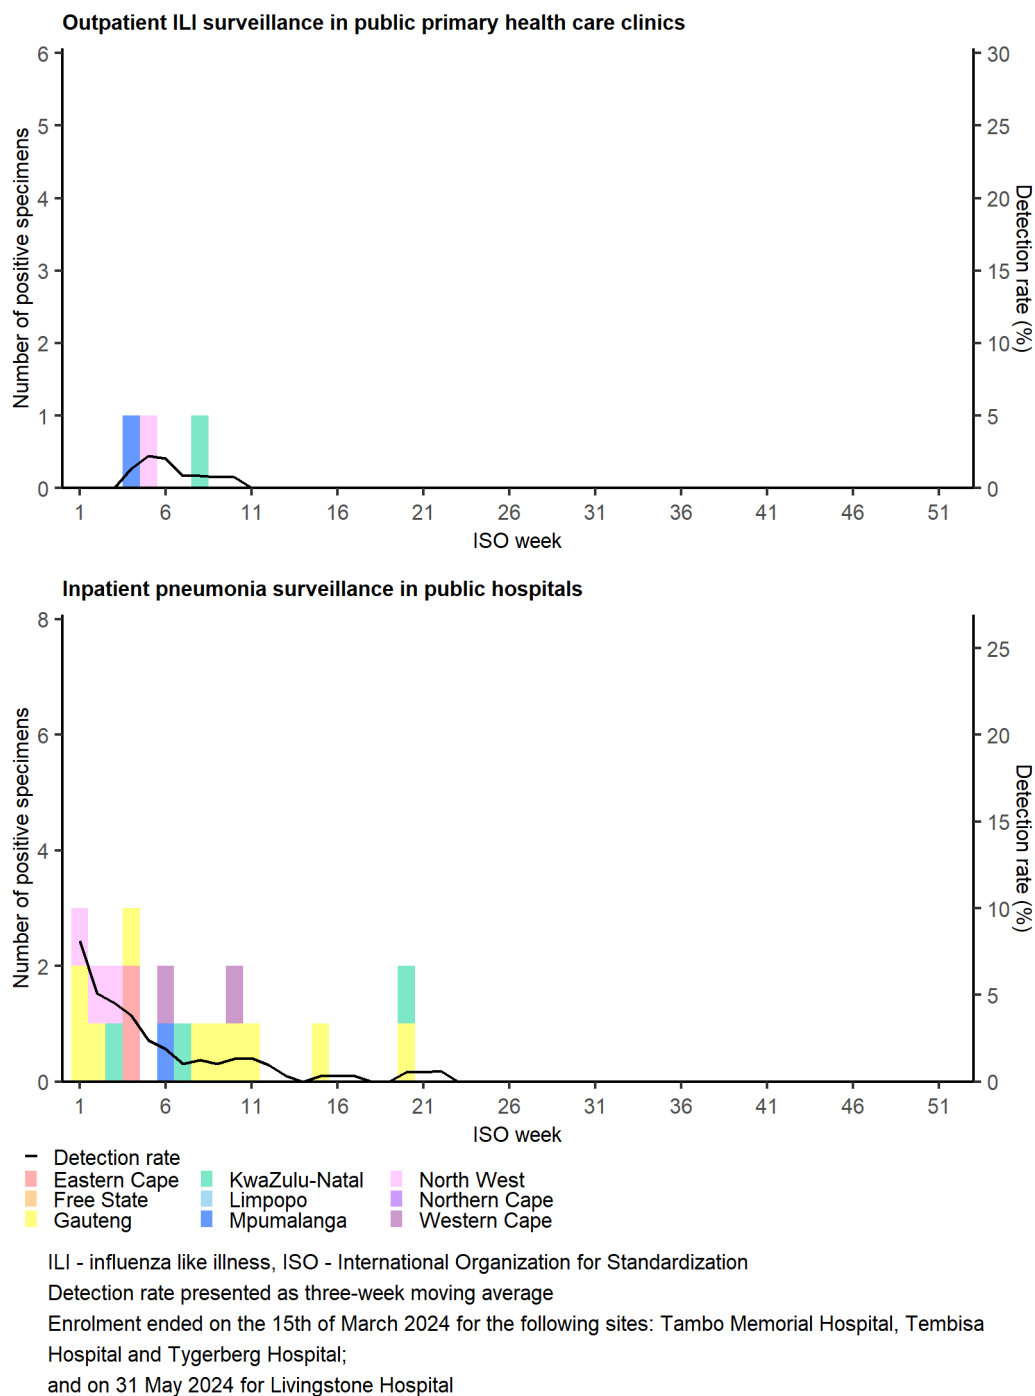 Outpatient ILI surveillance in public primary health care clinics
Number of positive specimens
6
5
4
3
2
1
0
30
25
20
15
10
5
0
Detection rate (%)
1 6 11 16 21 26 31 36 41 46 51
ISO week
Inpatient pneumonia surveillance in public hospitals
Number of positive specimens
8
6
4
2
0
25
20
15
10
5
0
Detection rate (%)
1 6 11 16 21 26 31 36 41 46 51
ISO week
Detection rate
Eastern Cape KwaZulu-Natal North West
Free State Limpopo Northern Cape
Gauteng Mpumalanga Western Cape
ILI - influenza like illness, ISO - International Organization for Standardization
Detection rate presented as three-week moving average
Enrolment ended on the 15th of March 2024 for the following sites: Tambo Memorial Hospital, Tembisa
Hospital and Tygerberg Hospital;
and on 31 May 2024 for Livingstone Hospital